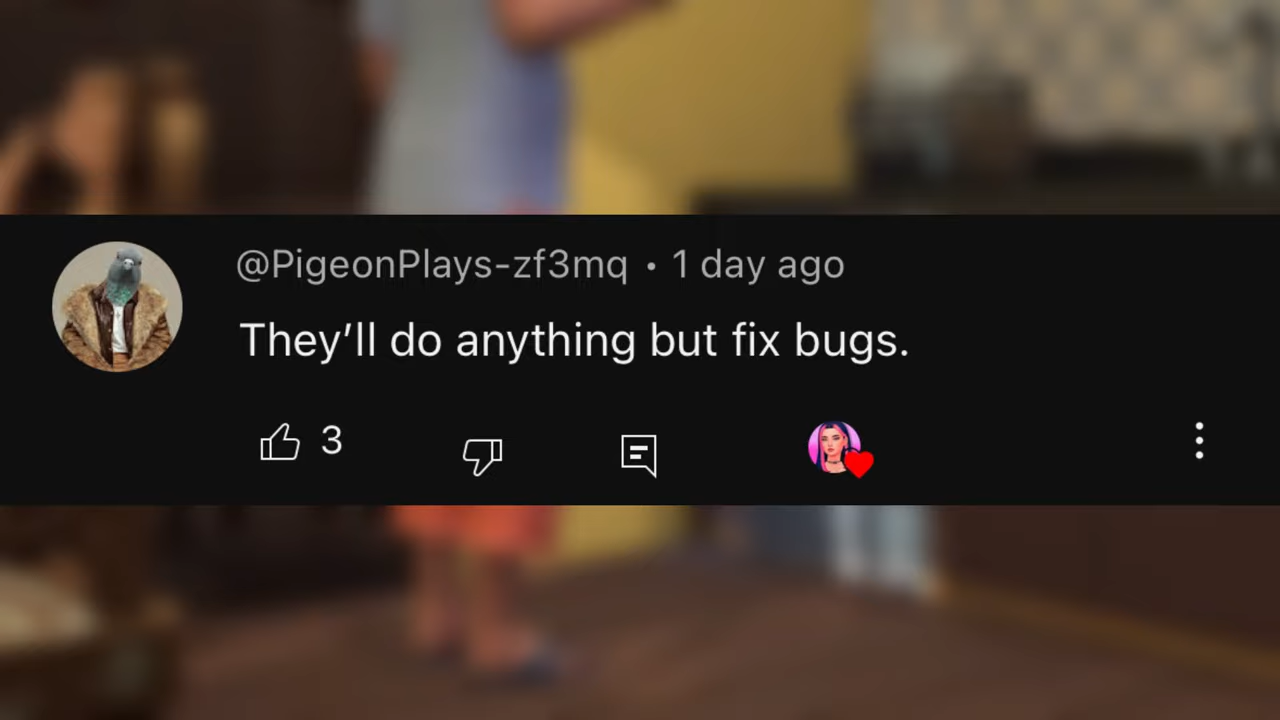 @PigeonPlays-zf3mq • 1 day ago
They’ll do anything but fix bugs.
3